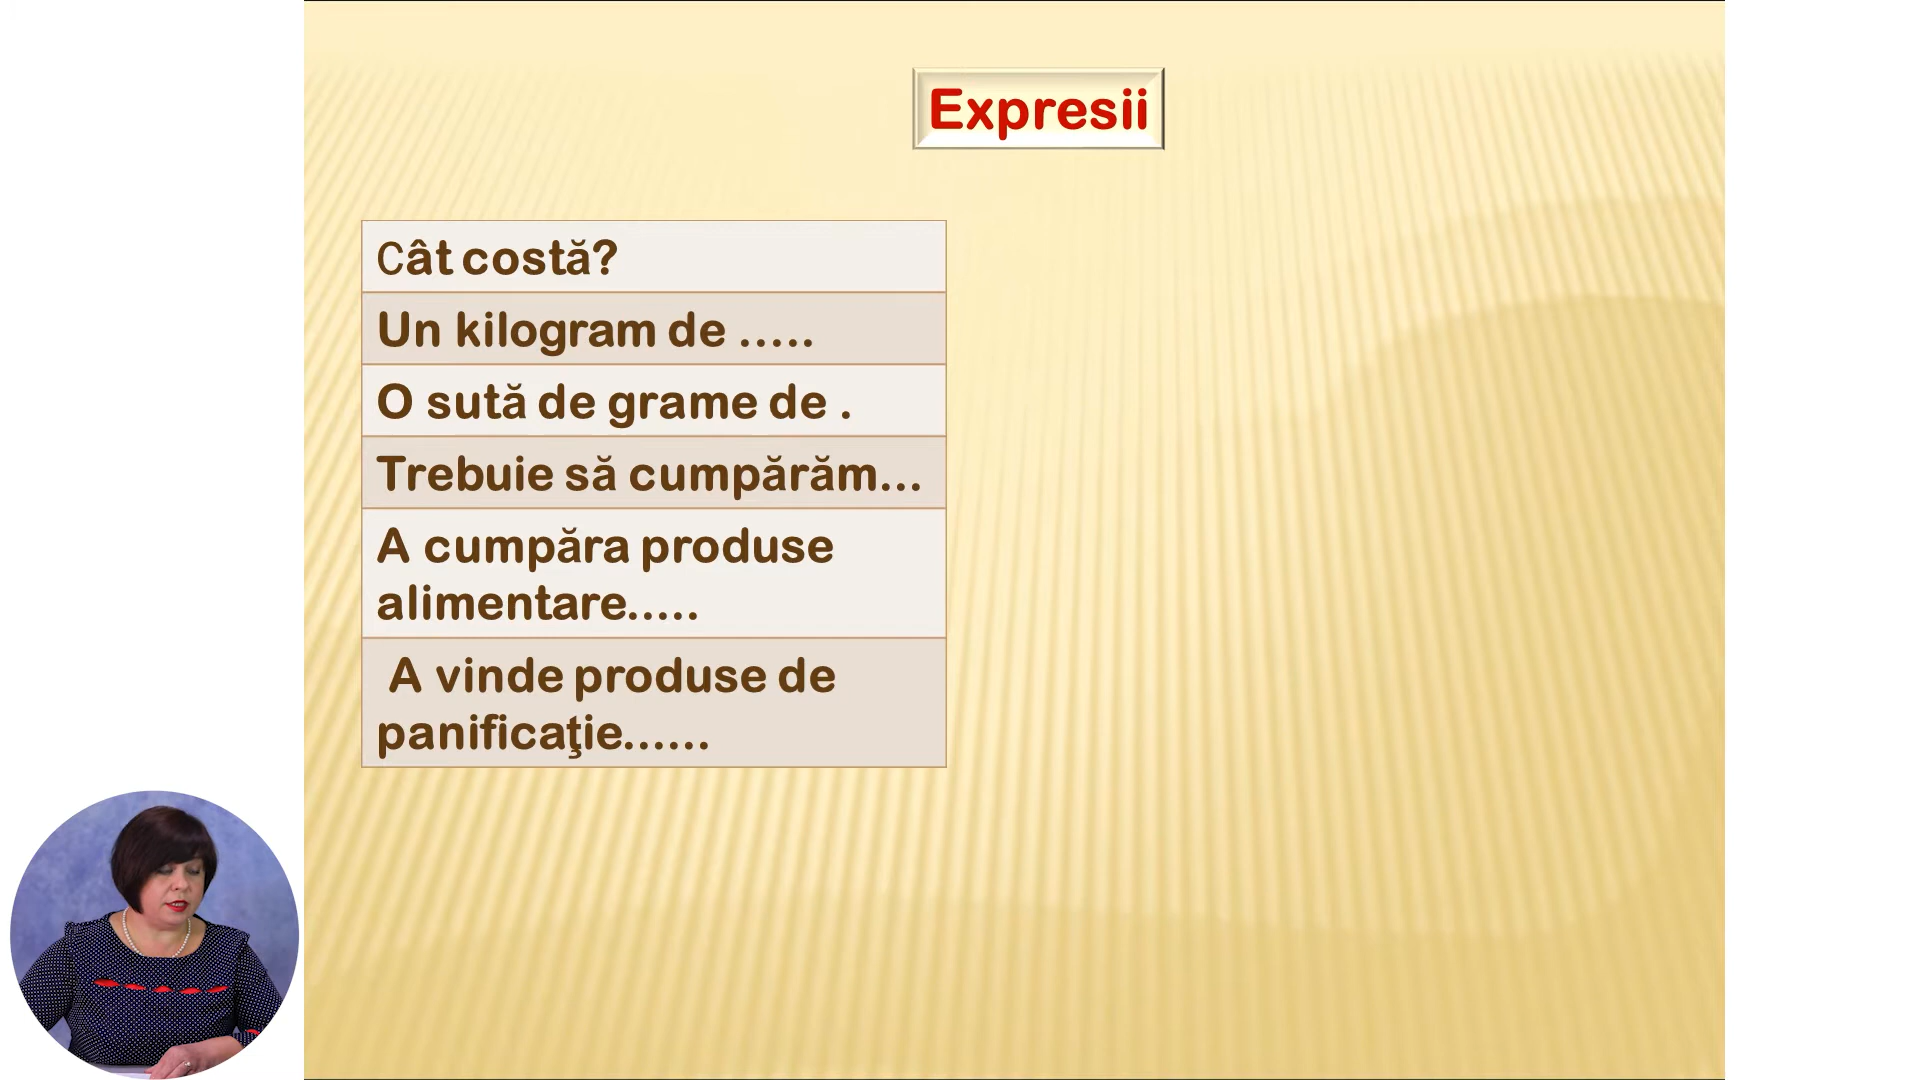 Expresii
Cât costă?
Un kilogram de .....
O sută de grame de .
Trebuie să cumpărăm...
A cumpăra produse
alimentare.....
A vinde produse de
panificaţie......